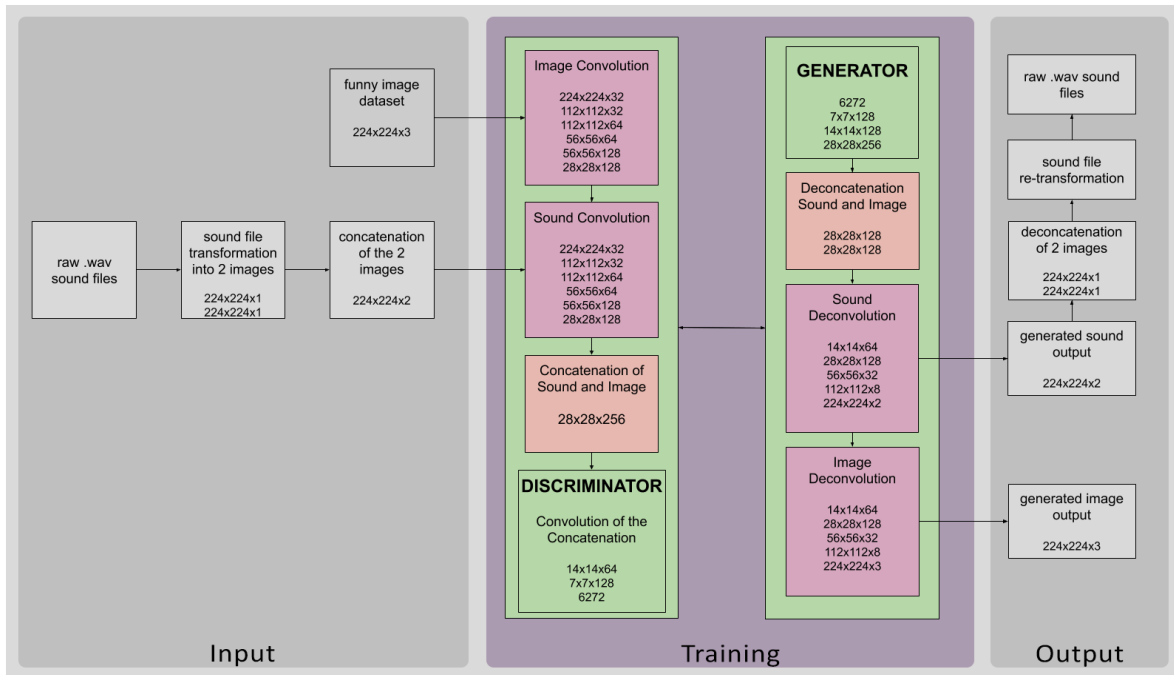 funny image
dataset
224x224x3
raw .wav
sound files
sound file
transformation
into 2 images
224x224x1
224x224x1
concatenation
of the 2
images
224x224x2
Input
Image Convolution
224x224x32
112x112x32
112x112x64
56x56x64
56x56x128
28x28x128
Sound Convolution
224x224x32
112x112x32
112x112x64
56x56x64
56x56x128
28x28x128
Concatenation of
Sound and Image
28x28x256
DISCRIMINATOR
Convolution of the
Concatenation
14x14x64
7x7x128
6272
GENERATOR
6272
7x7x128
14x14x128
28x28x256
Deconcatenation
Sound and Image
28x28x128
28x28x128
Sound
Deconvolution
14x14x64
28x28x128
56x56x32
112x112x8
224x224x2
Image
Deconvolution
14x14x64
28x28x128
56x56x32
112x112x8
224x224x3
Training
raw .wav sound
files
sound file
re-transformation
deconcatenation
of 2 images
224x224x1
224x224x1
generated sound
output
224x224x2
generated image
output
224x224x3
Output